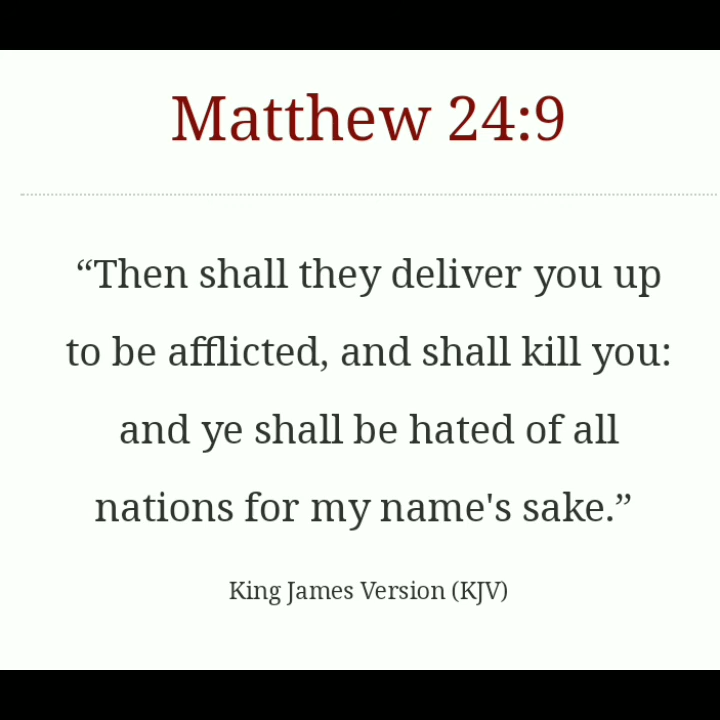 Matthew 24:9
“Then shall they deliver you up
to be afflicted, and shall kill you:
and ye shall be hated of all
nations for my name's sake.”
King James Version (KJV)